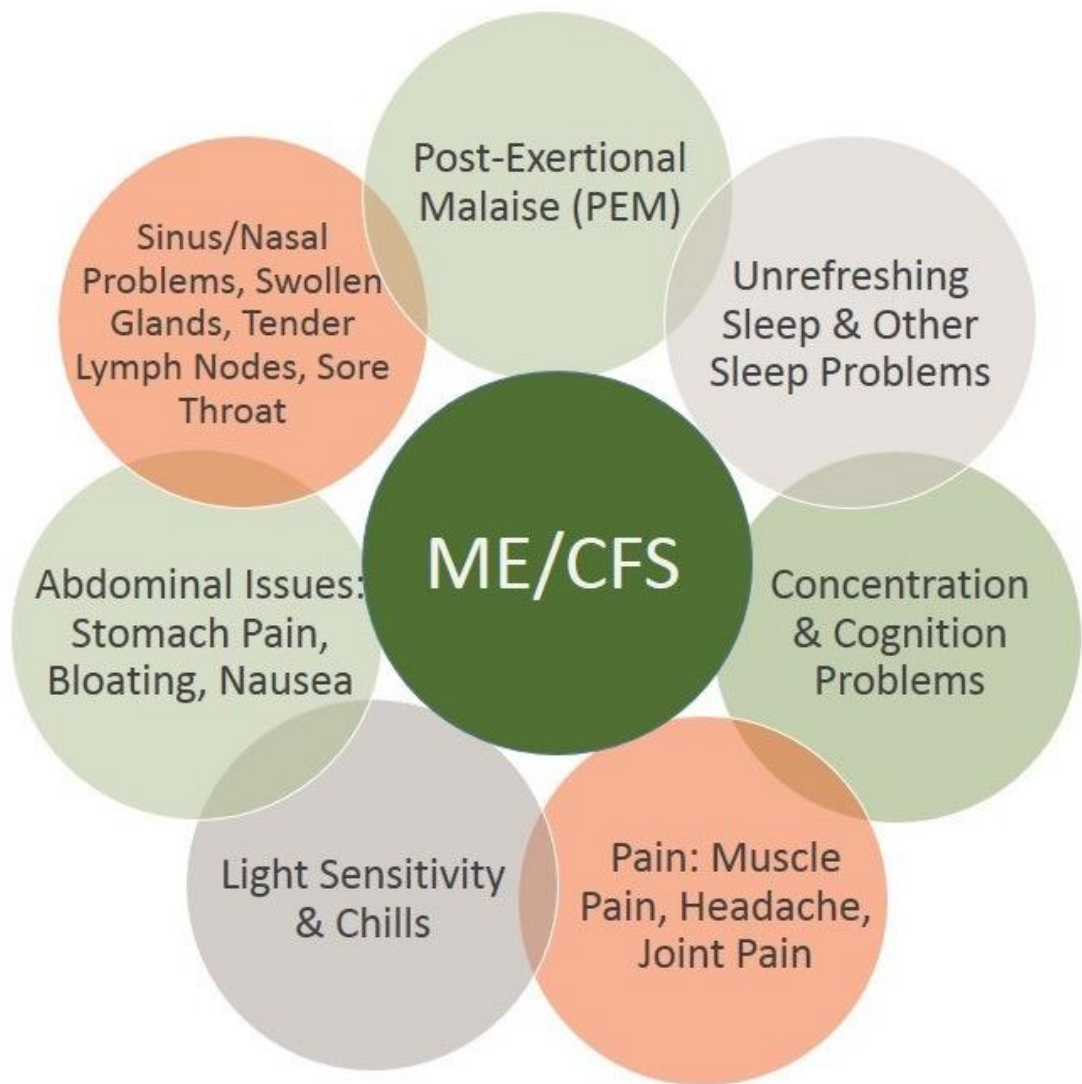 Post-Exertional
Malaise (PEM)
Unrefreshing
Sleep & Other
Sleep Problems
Concentration
& Cognition
Problems
Pain: Muscle
Pain, Headache,
Joint Pain
Light Sensitivity
& Chills
Abdominal Issues:
Stomach Pain,
Bloating, Nausea
Sinus/Nasal
Problems, Swollen
Glands, Tender
Lymph Nodes, Sore
Throat
ME/CFS